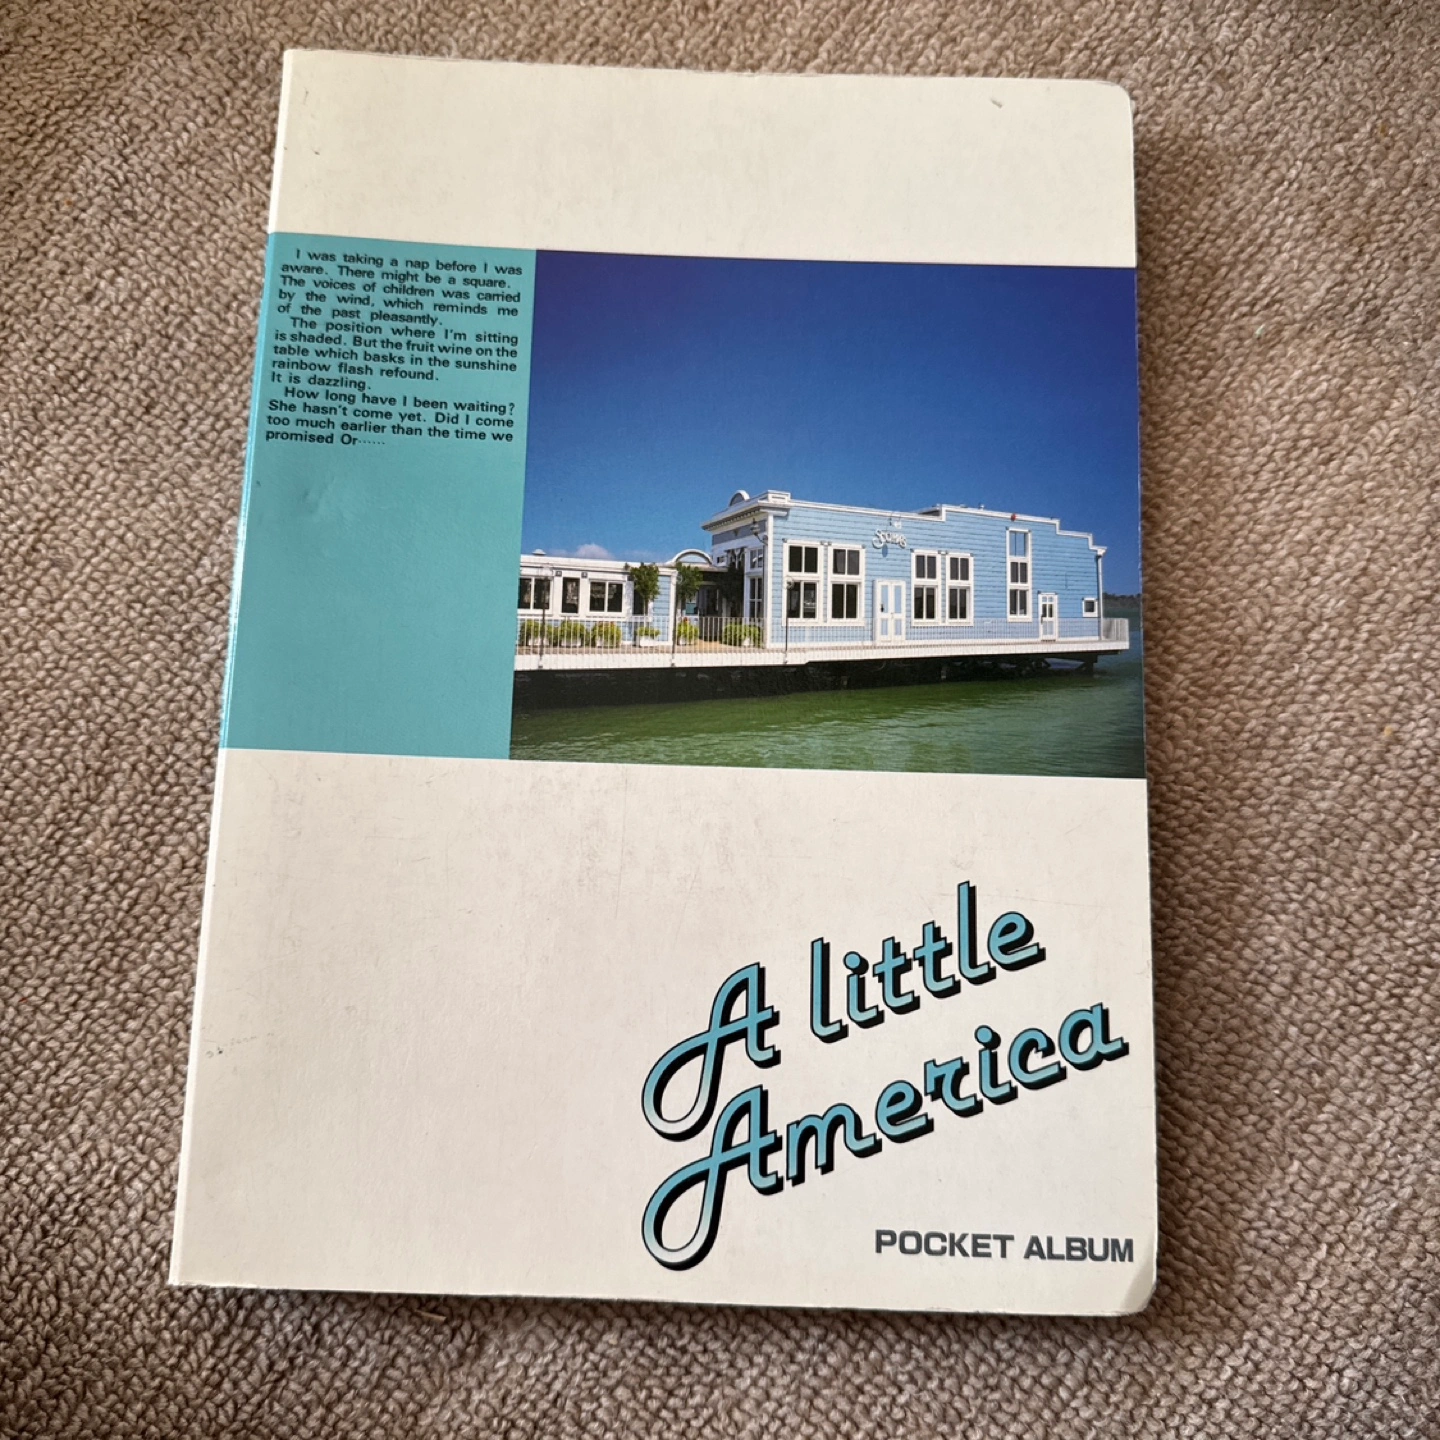 I was taking a nap before I was
aware. There might be a square.
The voices of children was carried
by the wind, which reminds me
of the past pleasantly.
The position where I'm sitting
is shaded. But the fruit wine on the
table which basks in the sunshine
rainbow flash refound.
It is dazzling.
How long have I been waiting?
She hasn't come yet. Did I come
too much earlier than the time we
promised Or······
A little
America
POCKET ALBUM